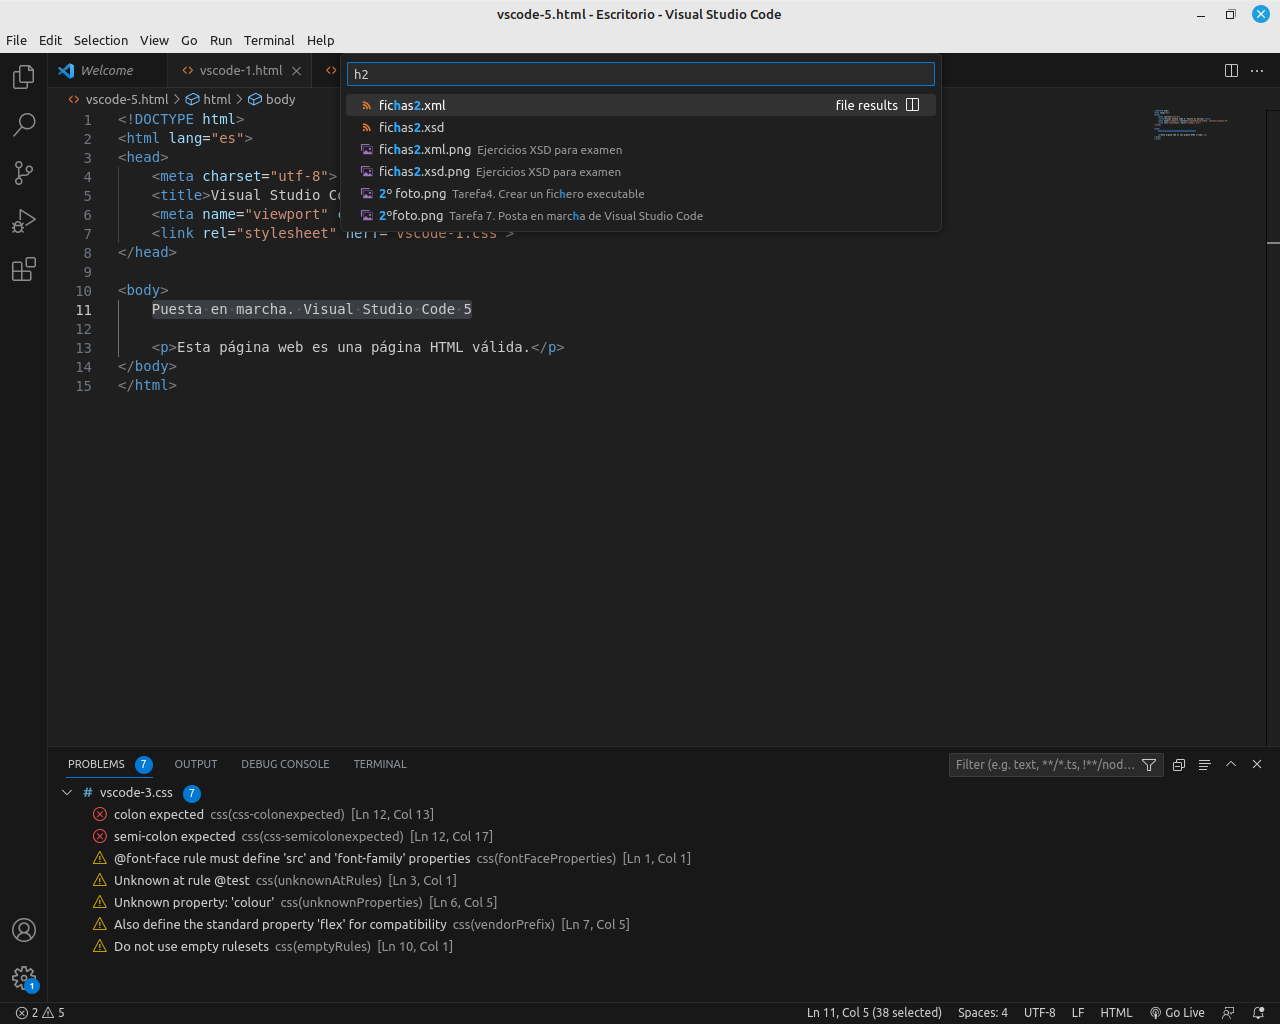 vscode-5.html - Escritorio - Visual Studio Code
File Edit Selection View Go Run Terminal Help
Welcome vscode-1.html
h2
fichas2.xml file results
fichas2.xsd
fichas2.xml.png Ejercicios XSD para examen
fichas2.xsd.png Ejercicios XSD para examen
2º foto.png Tarefa4. Crear un fichero executable
2ºfoto.png Tarefa 7. Posta en marcha de Visual Studio Code
vscode-5.html > html > body
1 <!DOCTYPE html>
2 <html lang="es">
3 <head>
4 <meta charset="utf-8">
5 <title>Visual Studio
6 <meta name="viewport"
7 <link rel="stylesheet" herf="vscode-1.css">
8 </head>
9
10 <body>
11 Puesta en marcha. Visual Studio Code 5
12
13 <p>Esta página web es una página HTML válida.</p>
14 </body>
15 </html>
PROBLEMS 7 OUTPUT DEBUG CONSOLE TERMINAL Filter (e.g. text, **/*.ts, !**/nod...
# vscode-3.css 7
colon expected css(css-colonexpected) [Ln 12, Col 13]
semi-colon expected css(css-semicolonexpected) [Ln 12, Col 17]
@font-face rule must define 'src' and 'font-family' properties css(fontFaceProperties) [Ln 1, Col 1]
Unknown at rule @test css(unknownAtRules) [Ln 3, Col 1]
Unknown property: 'colour' css(unknownProperties) [Ln 6, Col 5]
Also define the standard property 'flex' for compatibility css(vendorPrefix) [Ln 7, Col 5]
Do not use empty rulesets css(emptyRules) [Ln 10, Col 1]
1
2 5 Ln 11, Col 5 (38 selected) Spaces: 4 UTF-8 LF HTML Go Live